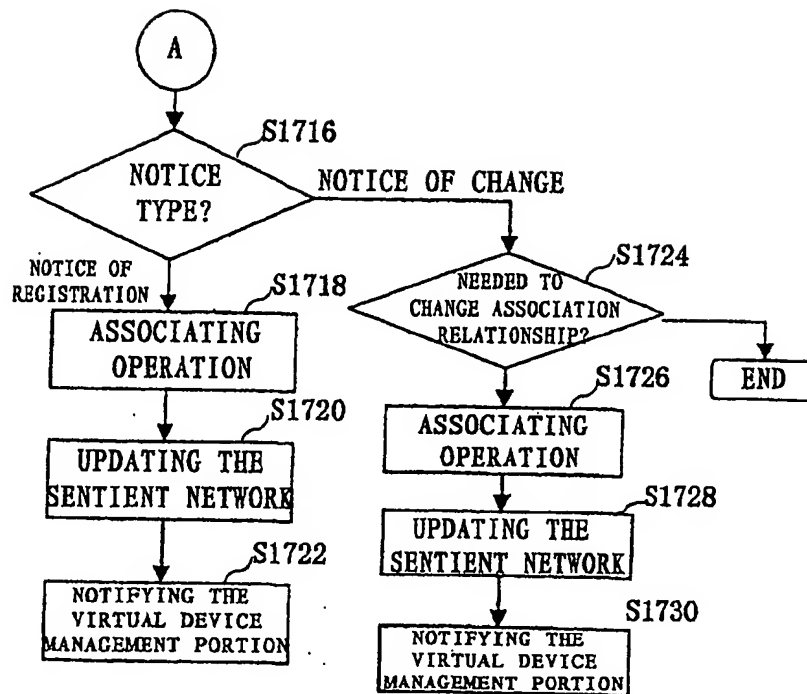 A
S1716
NOTICE
TYPE?
NOTICE OF CHANGE
NOTICE OF
REGISTRATION
S1718
ASSOCIATING
OPERATION
S1720
UPDATING THE
SENTIENT NETWORK
S1722
NOTIFYING THE
VIRTUAL DEVICE
MANAGEMENT PORTION
S1724
NEEDED TO
CHANGE ASSOCIATION
RELATIONSHIP?
END
S1726
ASSOCIATING
OPERATION
S1728
UPDATING THE
SENTIENT NETWORK
S1730
NOTIFYING THE
VIRTUAL DEVICE
MANAGEMENT PORTION